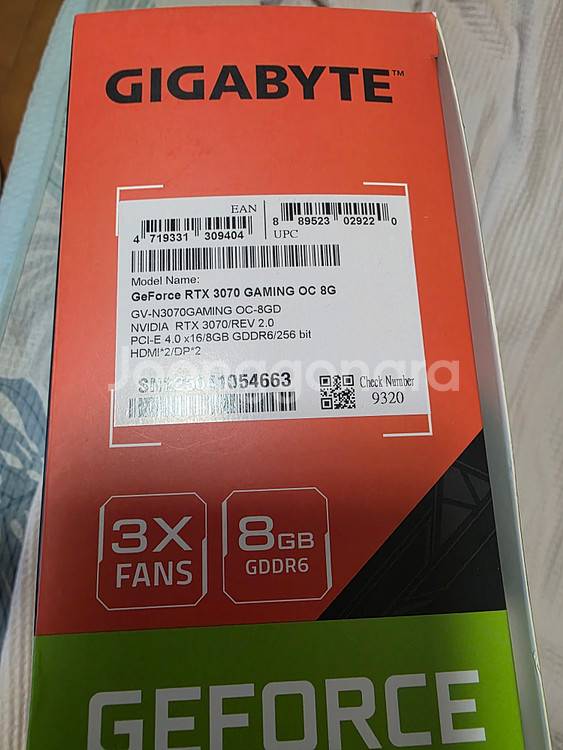 GIGABYTE™
EAN
4 719331 309404
8 89523 02922 0
UPC
Model Name:
GeForce RTX 3070 GAMING OC 8G
GV-N3070GAMING OC-8GD
NVIDIA RTX 3070/REV 2.0
PCI-E 4.0 x16/8GB GDDR6/256 bit
HDMI*2/DP*2
Joonggonara
Check Number
9320
3X
FANS
8GB
GDDR6
GEFORCE